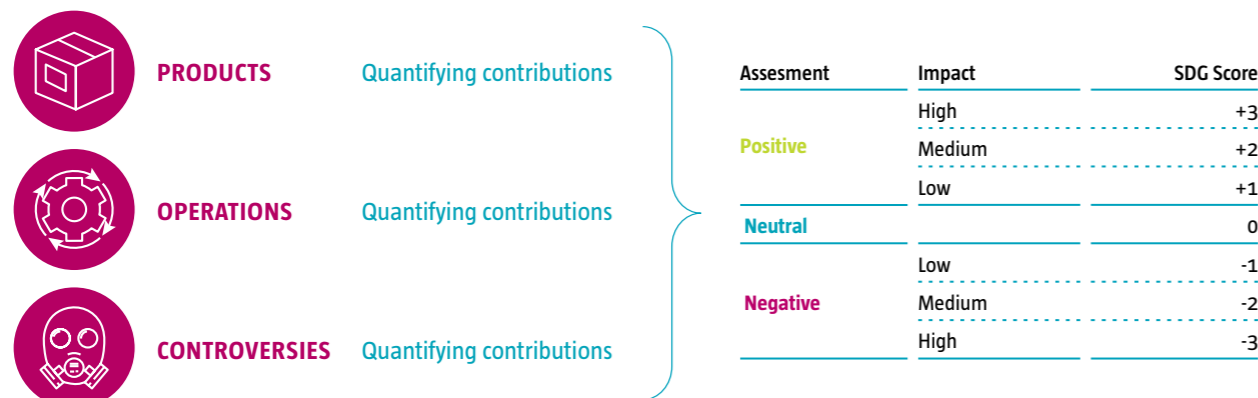 PRODUCTS Quantifying contributions
OPERATIONS Quantifying contributions
CONTROVERSIES Quantifying contributions
Assesment Impact SDG Score
Positive
High +3
Medium +2
Low +1
Neutral 0
Negative
Low -1
Medium -2
High -3